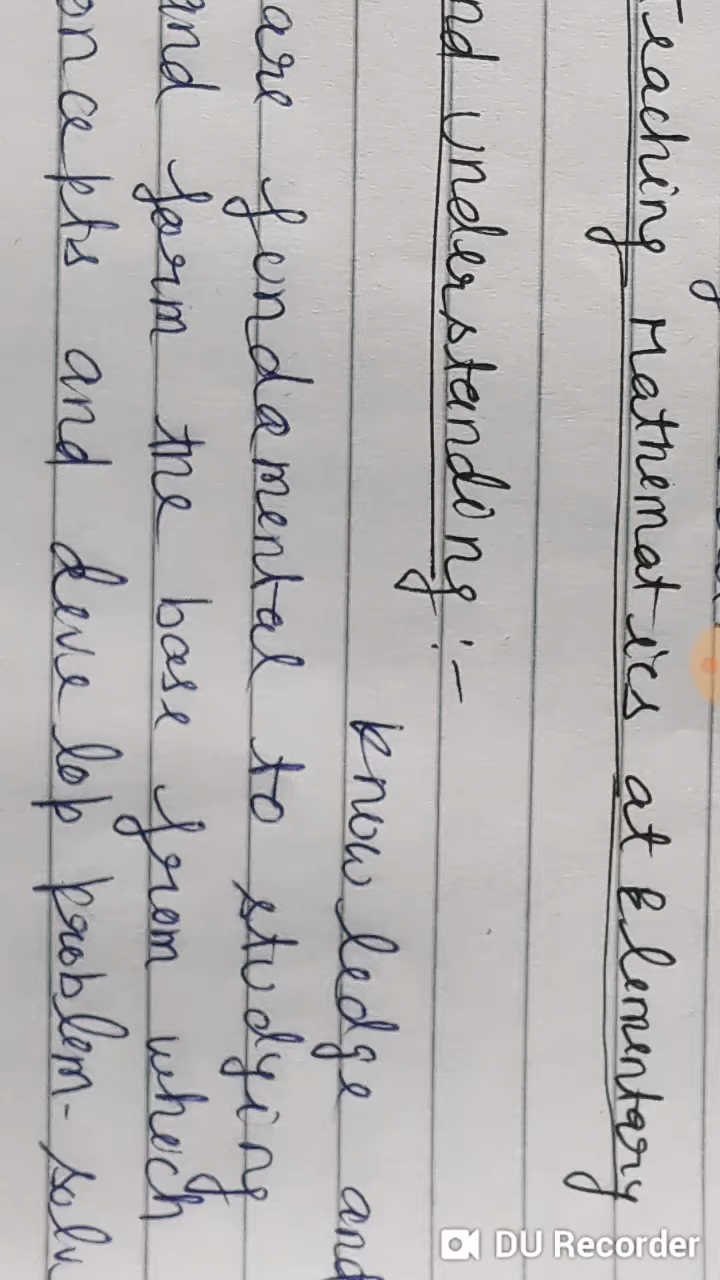 Teaching Mathematics at Elementary
nd Understanding :-
Knowledge and
are fundamental to studying
and form the base from which
oncepts and develop problem-solv
DU Recorder